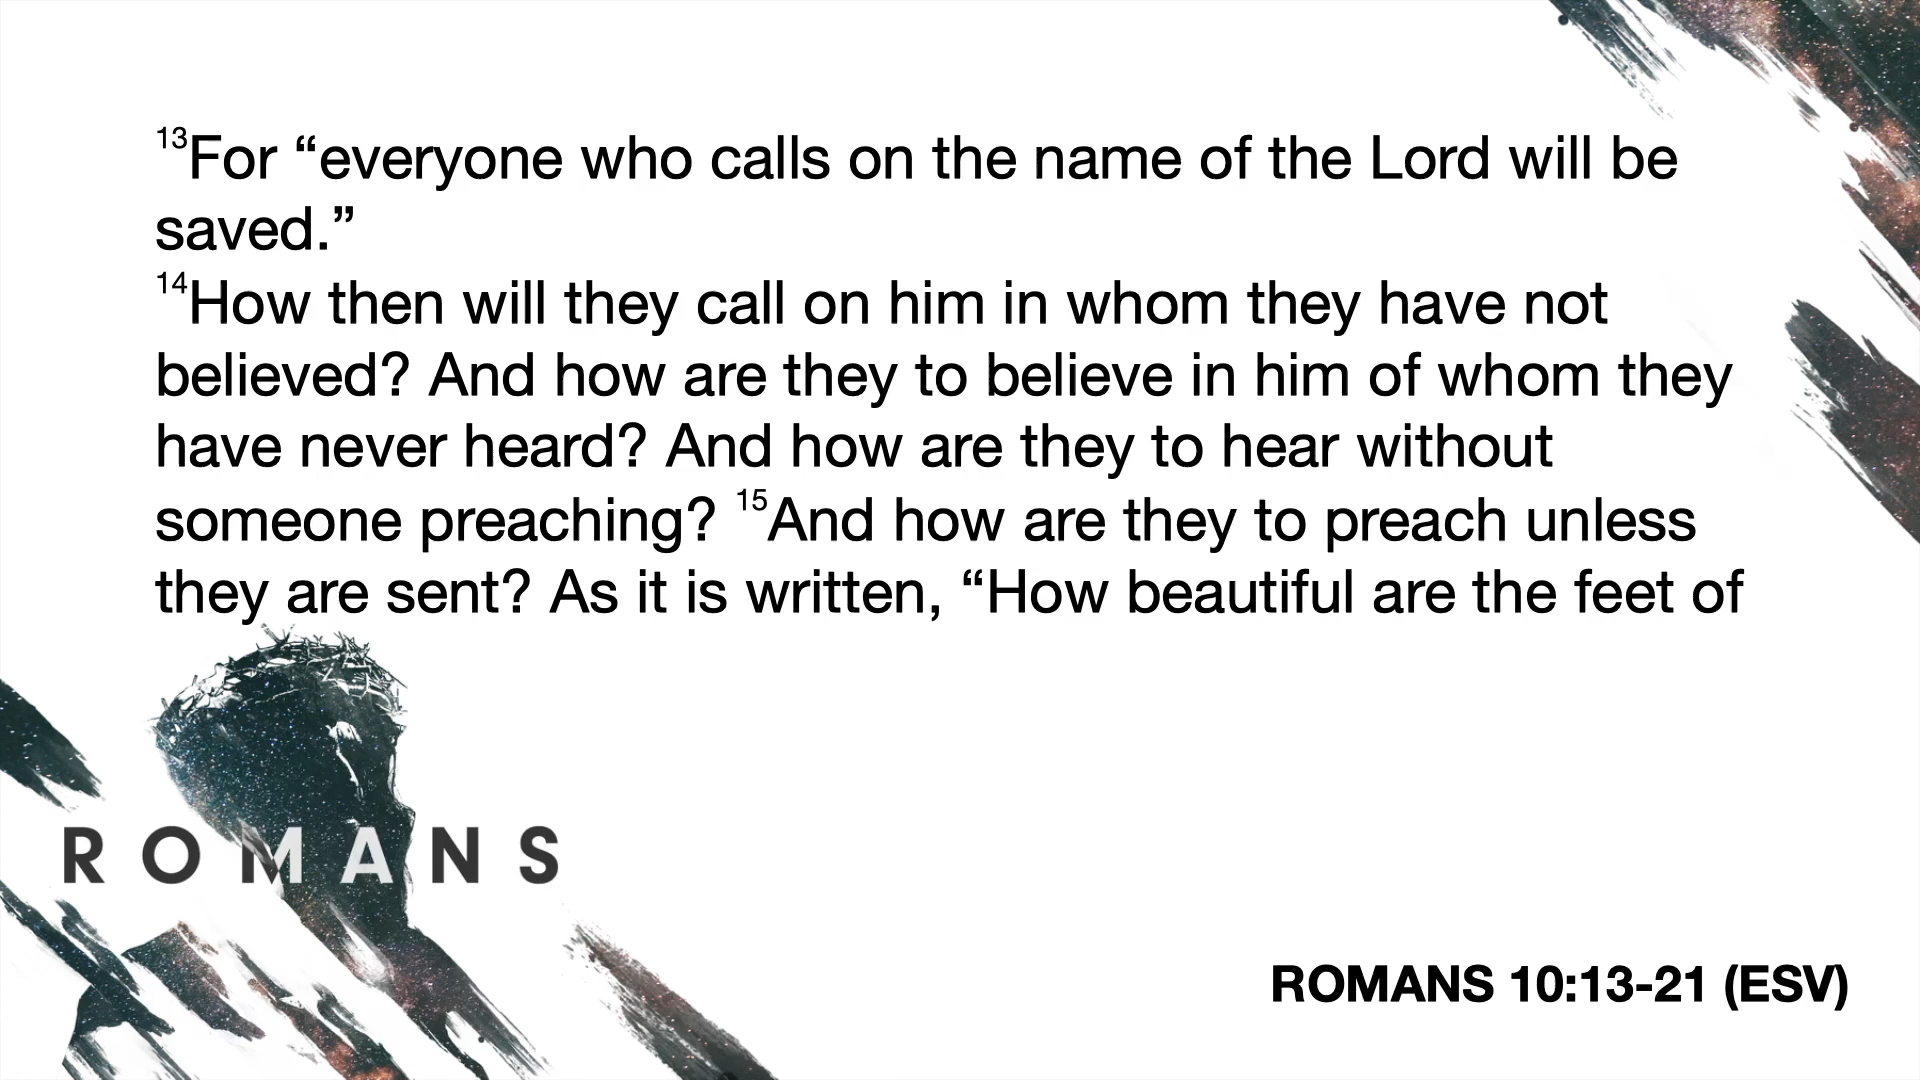 ¹³For “everyone who calls on the name of the Lord will be
saved.”
¹⁴How then will they call on him in whom they have not
believed? And how are they to believe in him of whom they
have never heard? And how are they to hear without
someone preaching? ¹⁵And how are they to preach unless
they are sent? As it is written, “How beautiful are the feet of
ROMANS
ROMANS 10:13-21 (ESV)